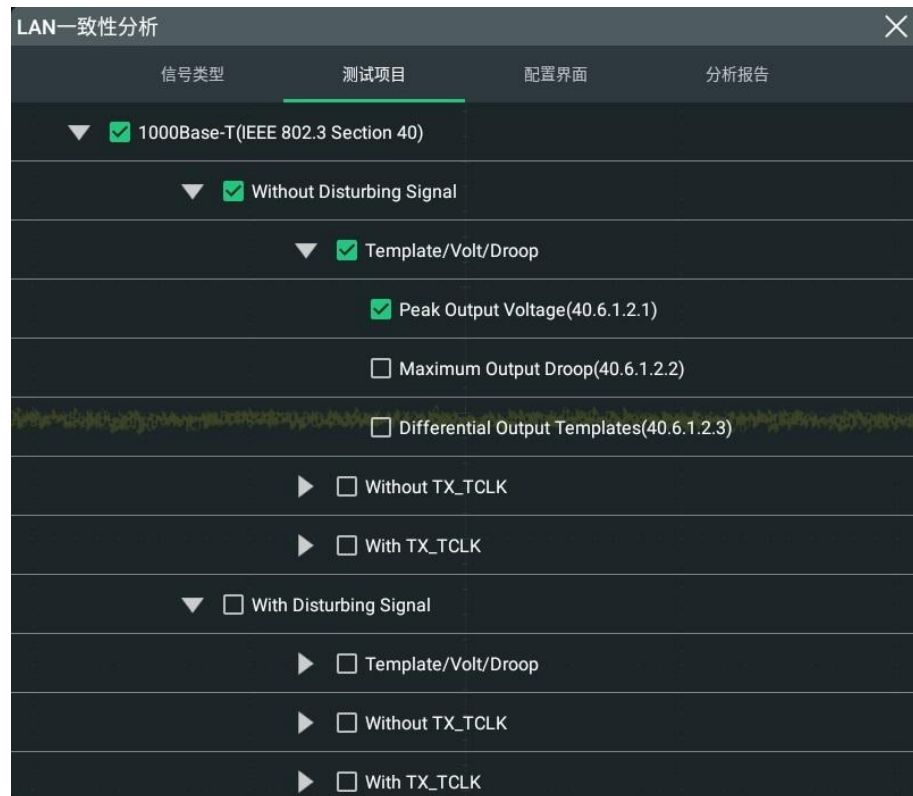 LAN一致性分析
信号类型 测试项目 配置界面 分析报告
1000Base-T(IEEE 802.3 Section 40)
Without Disturbing Signal
Template/Volt/Droop
Peak Output Voltage(40.6.1.2.1)
Maximum Output Droop(40.6.1.2.2)
Differential Output Templates(40.6.1.2.3)
Without TX_TCLK
With TX_TCLK
With Disturbing Signal
Template/Volt/Droop
Without TX_TCLK
With TX_TCLK